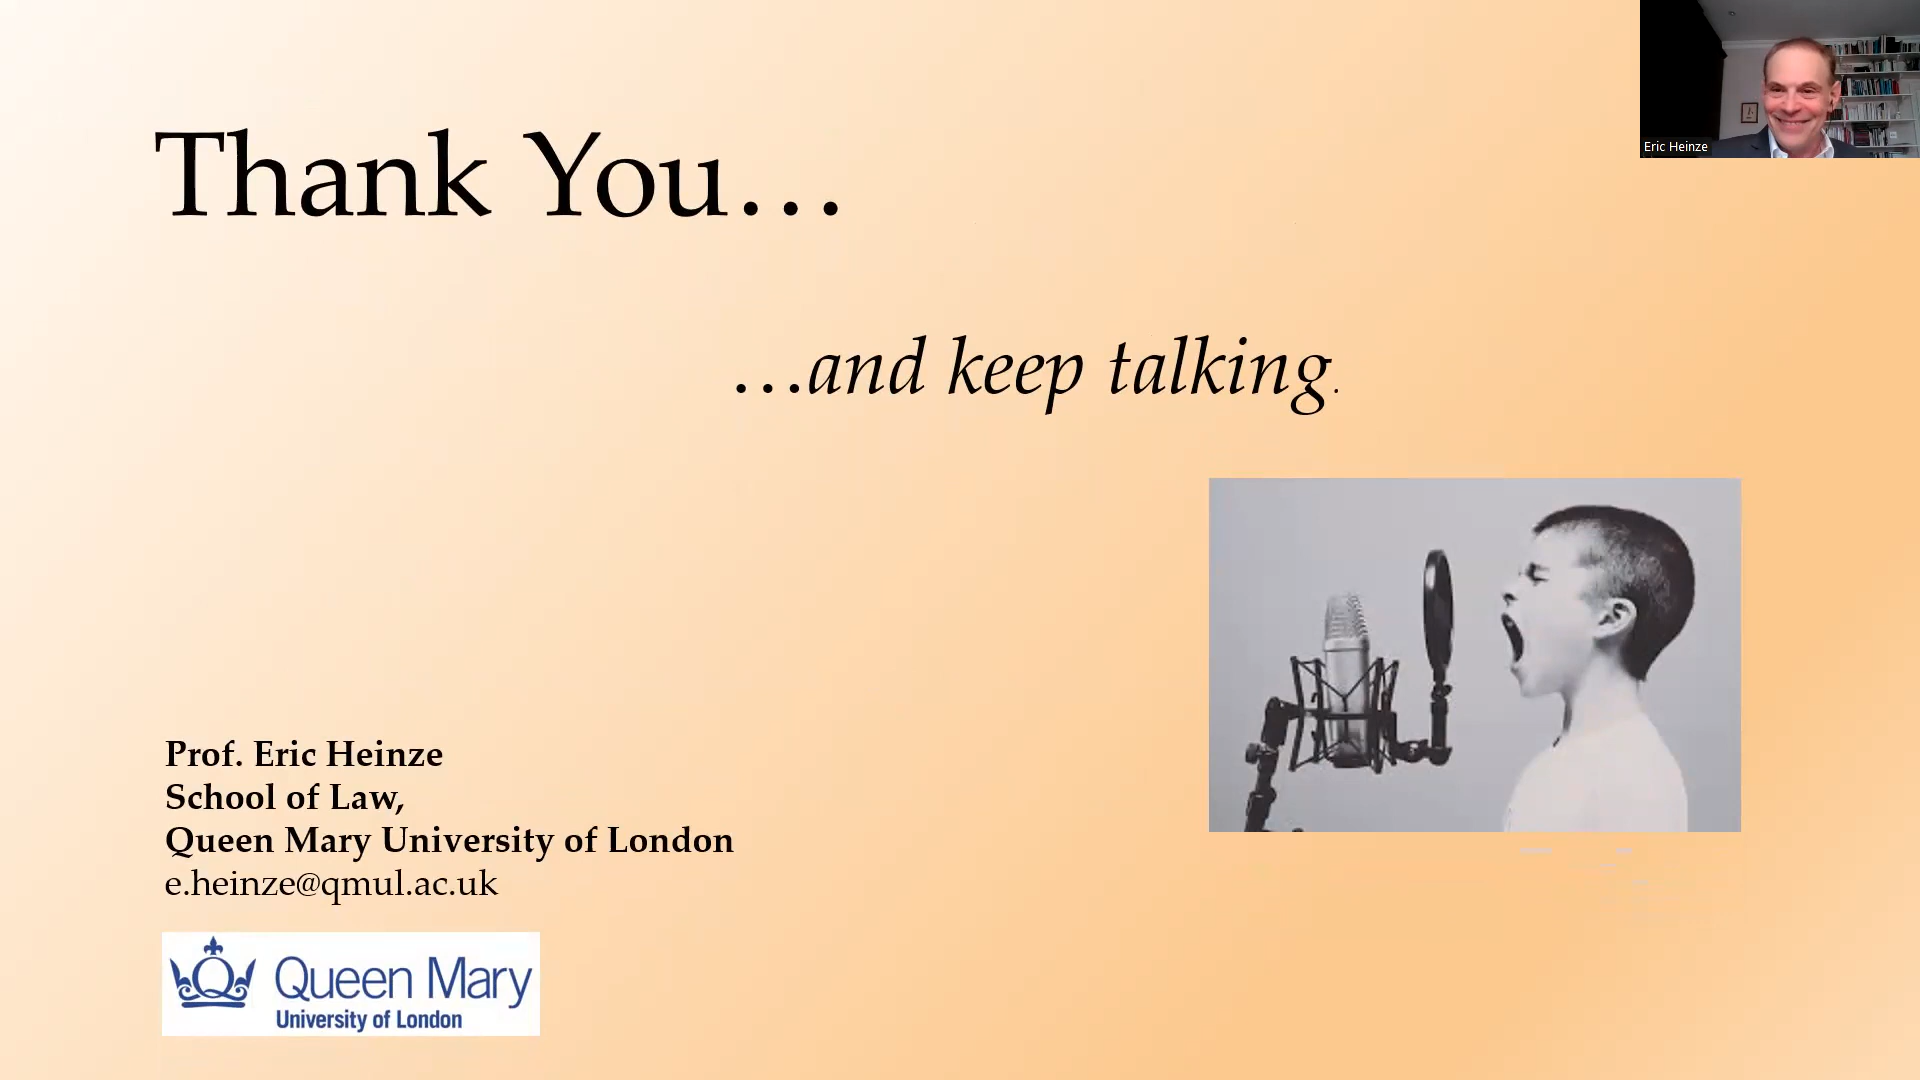 Eric Heinze
Thank You…
…and keep talking.
Prof. Eric Heinze
School of Law,
Queen Mary University of London
e.heinze@qmul.ac.uk
Queen Mary
University of London